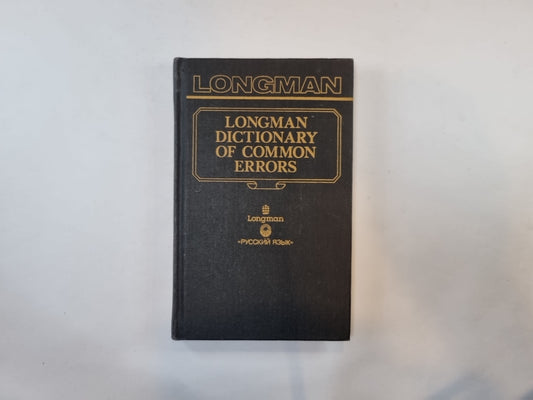 LONGMAN
LONGMAN
DICTIONARY
OF COMMON
ERRORS
Longman
«РУССКИЙ ЯЗЫК»